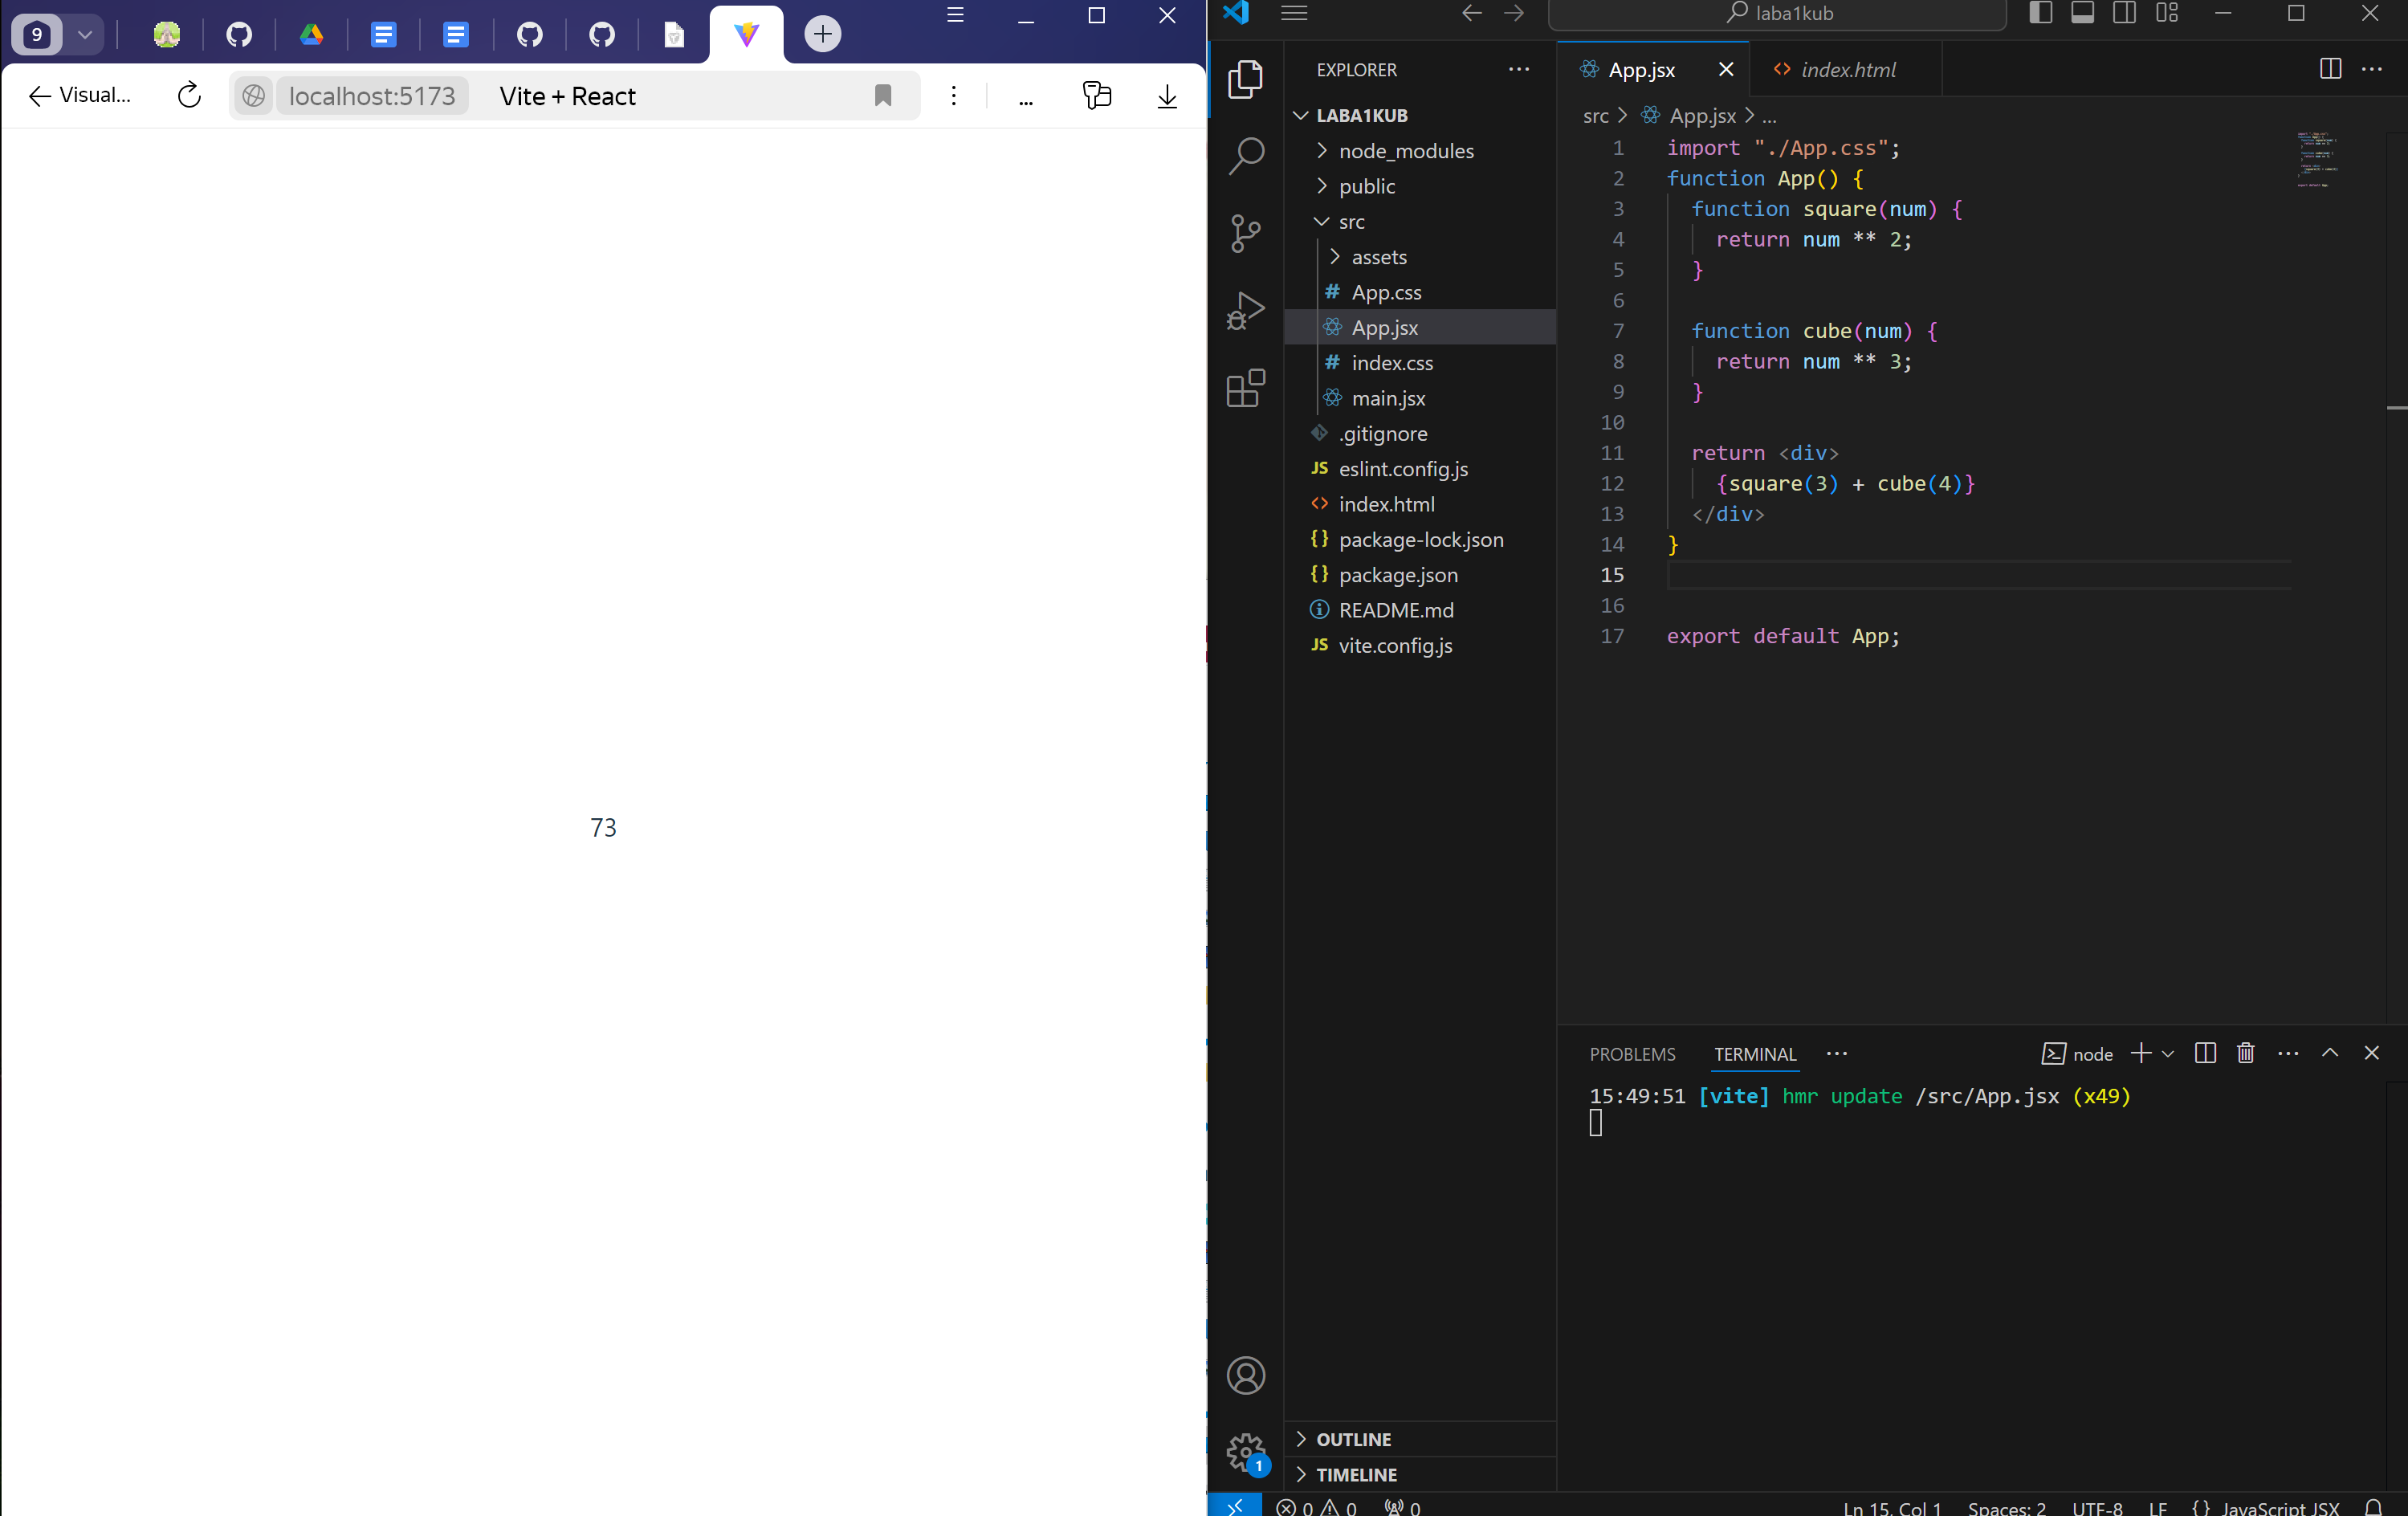 9
Visual...
localhost:5173
Vite + React
...
laba1kub
EXPLORER
LABA1KUB
node_modules
public
src
assets
App.css
App.jsx
index.css
main.jsx
.gitignore
eslint.config.js
index.html
package-lock.json
package.json
README.md
vite.config.js
OUTLINE
TIMELINE
1
App.jsx
index.html
src > App.jsx > ...
1 import "./App.css";
2 function App() {
3 function square(num) {
4 return num ** 2;
5 }
6
7 function cube(num) {
8 return num ** 3;
9 }
10
11 return <div>
12 {square(3) + cube(4)}
13 </div>
14 }
15
16
17 export default App;
73
PROBLEMS
TERMINAL
node
15:49:51 [vite] hmr update /src/App.jsx (x49)
0 0 0
Ln 15, Col 1 Spaces: 2 UTF-8 LF {} JavaScript JSX